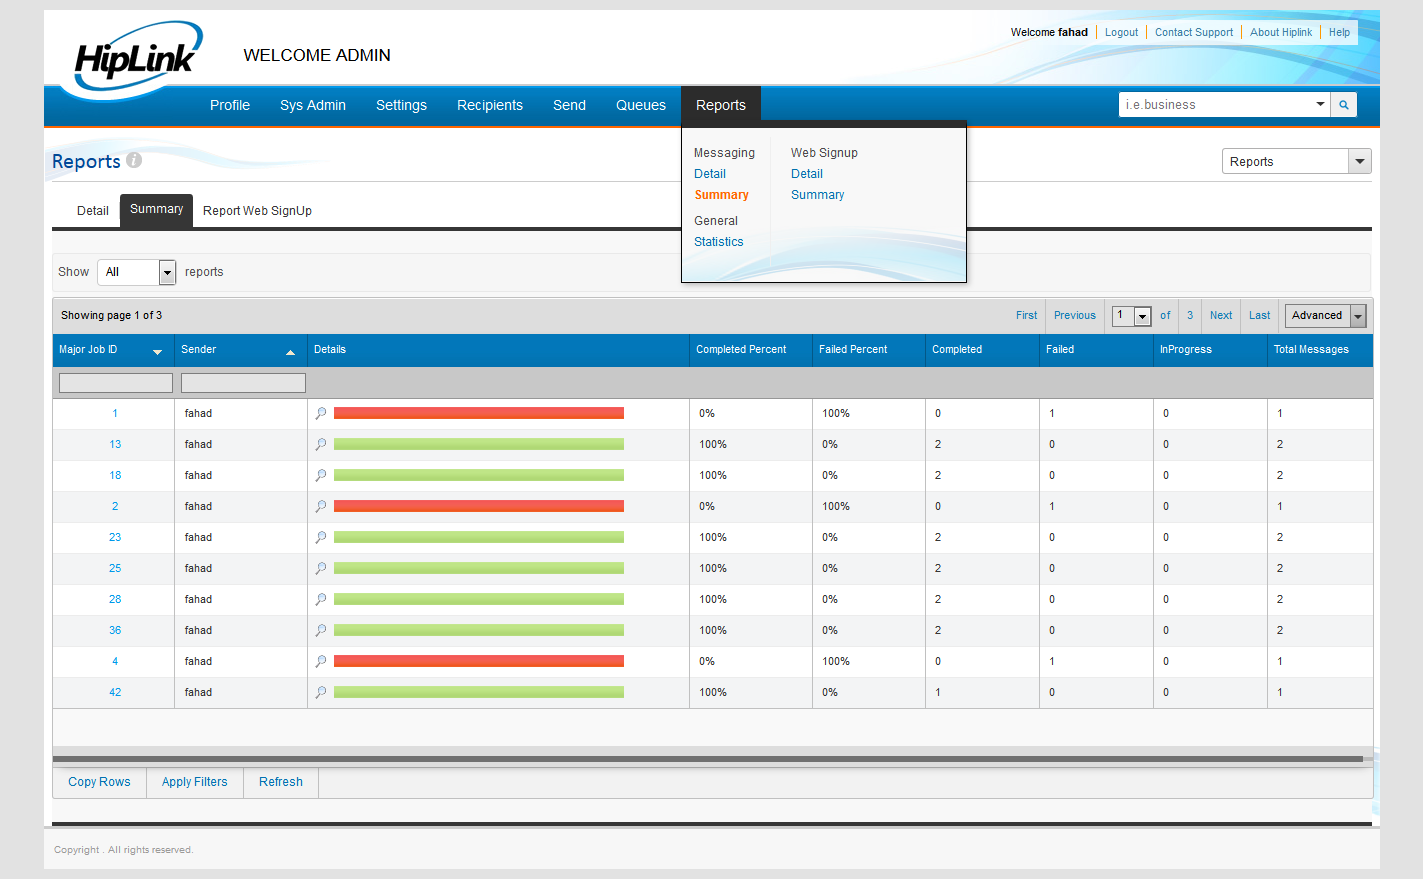 HipLink
WELCOME ADMIN
Welcome fahad Logout Contact Support About Hiplink Help
Profile Sys Admin Settings Recipients Send Queues Reports
i.e.business
Messaging Web Signup
Detail Detail
Summary Summary
General
Statistics
Reports i
Reports
Detail Summary Report Web SignUp
Show All reports
Showing page 1 of 3 First Previous 1 of 3 Next Last Advanced
Major Job ID Sender Details Completed Percent Failed Percent Completed Failed InProgress Total Messages
1 fahad 0% 100% 0 1 0 1
13 fahad 100% 0% 2 0 0 2
18 fahad 100% 0% 2 0 0 2
2 fahad 0% 100% 0 1 0 1
23 fahad 100% 0% 2 0 0 2
25 fahad 100% 0% 2 0 0 2
28 fahad 100% 0% 2 0 0 2
36 fahad 100% 0% 2 0 0 2
4 fahad 0% 100% 0 1 0 1
42 fahad 100% 0% 1 0 0 1
Copy Rows Apply Filters Refresh
Copyright . All rights reserved.